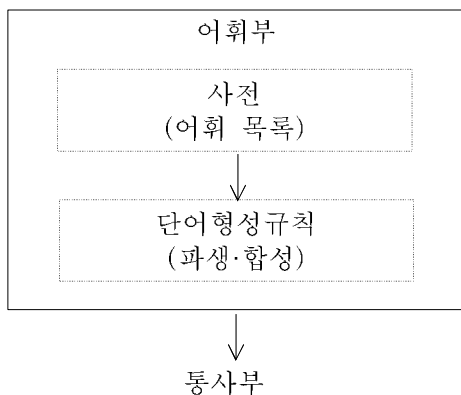 어휘부
사전
(어휘 목록)
단어형성규칙
(파생·합성)
통사부